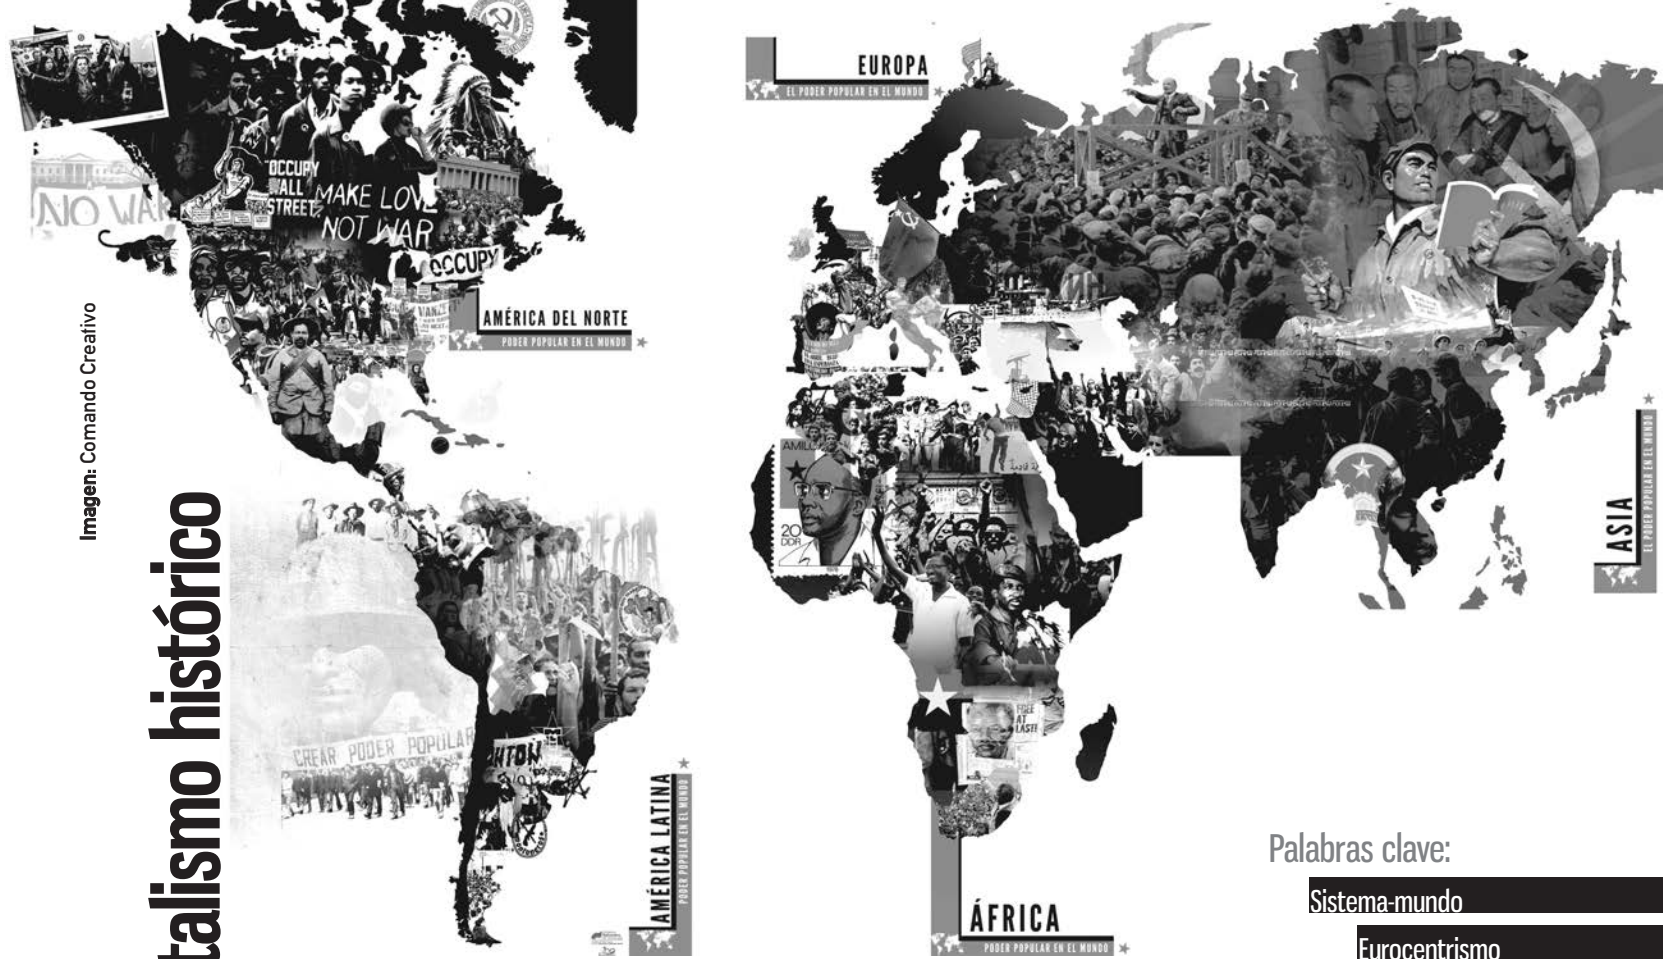 EUROPA
EL PODER POPULAR EN EL MUNDO
OCCUPY
WALL
STREET
MAKE LOVE
NOT WAR
NO WAR
OCCUPY
AMÉRICA DEL NORTE
PODER POPULAR EN EL MUNDO
Imagen: Comando Creativo
talismo histórico
AMILC
20
DDR
1978
ASIA
EL PODER POPULAR EN EL MUNDO
FREE
AT
LAST!
CREAR PODER POPULAR
AMÉRICA LATINA
PODER POPULAR EN EL MUNDO
ÁFRICA
PODER POPULAR EN EL MUNDO
Palabras clave:
Sistema-mundo
Eurocentrismo